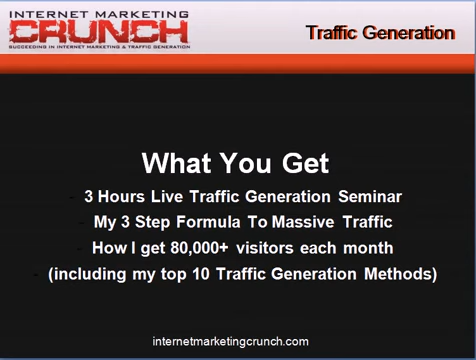 INTERNET MARKETING
CRUNCH
SUCCEEDING IN INTERNET MARKETING & TRAFFIC GENERATION
Traffic Generation
What You Get
- 3 Hours Live Traffic Generation Seminar
- My 3 Step Formula To Massive Traffic
- How I get 80,000+ visitors each month
- (including my top 10 Traffic Generation Methods)
internetmarketingcrunch.com